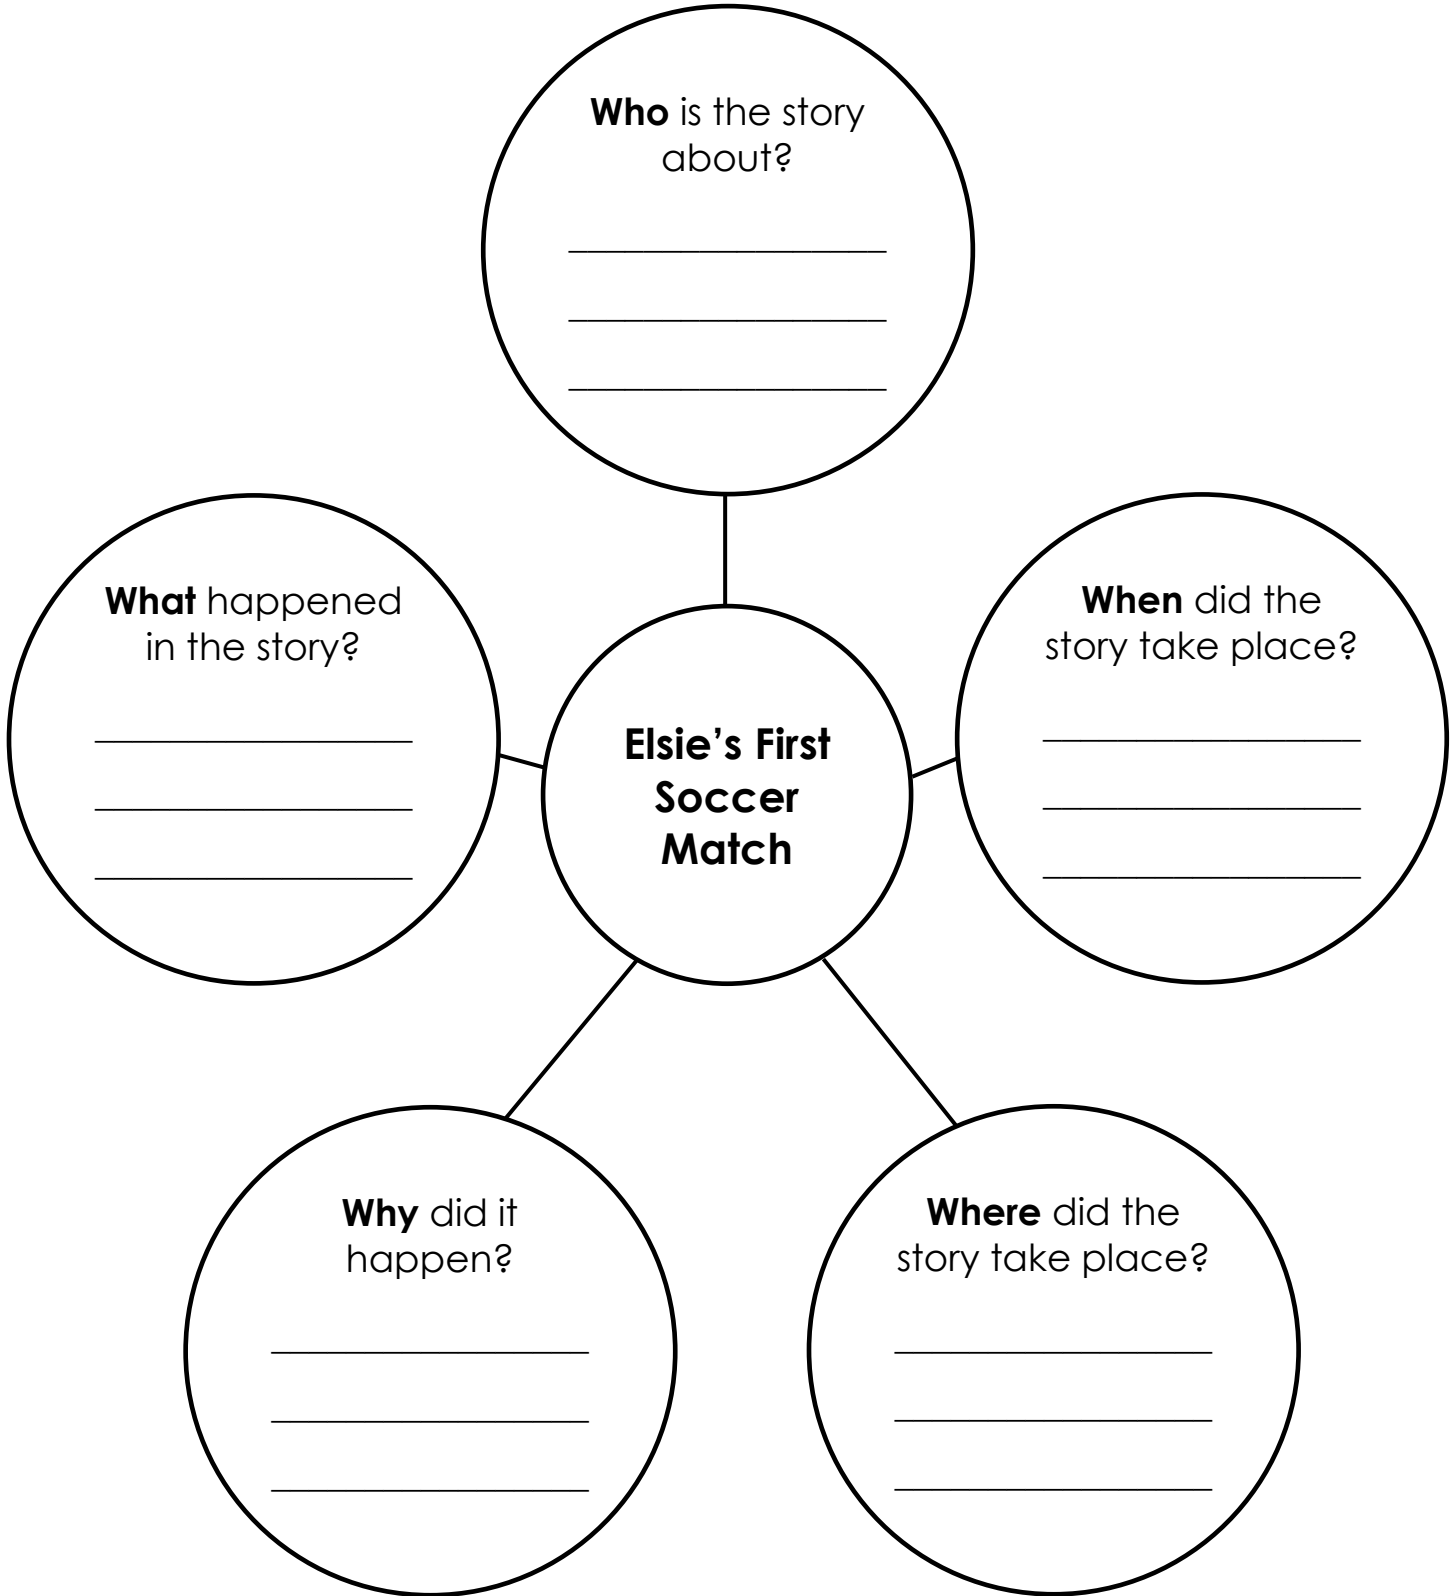 Who is the story
about?
What happened
in the story?
When did the
story take place?
Elsie’s First
Soccer
Match
Why did it
happen?
Where did the
story take place?